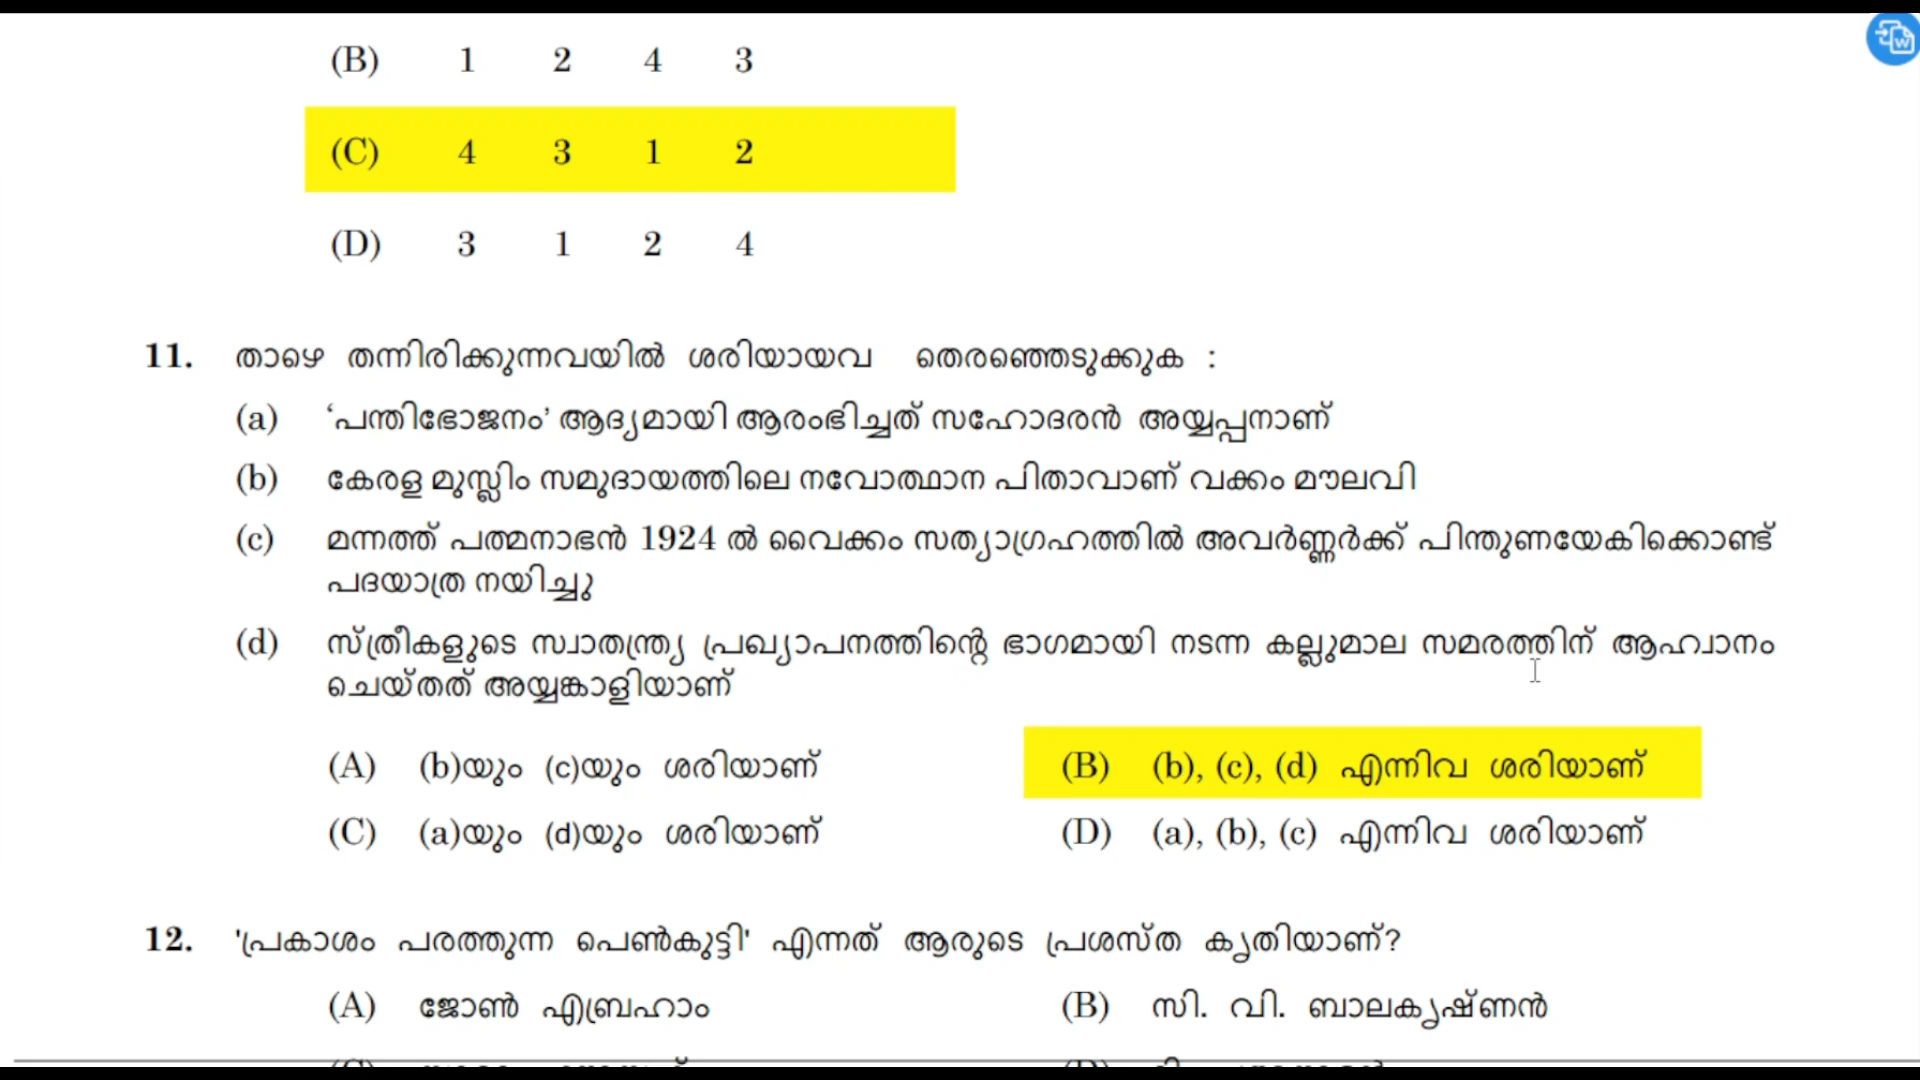 (B) 1 2 4 3
(C) 4 3 1 2
(D) 3 1 2 4
11. താഴെ തന്നിരിക്കുന്നവയിൽ ശരിയായവ തെരഞ്ഞെടുക്കുക :
(a) ‘പന്തിഭോജനം’ ആദ്യമായി ആരംഭിച്ചത് സഹോദരൻ അയ്യപ്പനാണ്
(b) കേരള മുസ്ലിം സമുദായത്തിലെ നവോത്ഥാന പിതാവാണ് വക്കം മൗലവി
(c) മന്നത്ത് പത്മനാഭൻ 1924 ൽ വൈക്കം സത്യാഗ്രഹത്തിൽ അവർണ്ണർക്ക് പിന്തുണയേകിക്കൊണ്ട്
പദയാത്ര നയിച്ചു
(d) സ്ത്രീകളുടെ സ്വാതന്ത്ര്യ പ്രഖ്യാപനത്തിന്റെ ഭാഗമായി നടന്ന കല്ലുമാല സമരത്തിന് ആഹ്വാനം
ചെയ്തത് അയ്യങ്കാളിയാണ്
(A) (b)യും (c)യും ശരിയാണ് (B) (b), (c), (d) എന്നിവ ശരിയാണ്
(C) (a)യും (d)യും ശരിയാണ് (D) (a), (b), (c) എന്നിവ ശരിയാണ്
12. 'പ്രകാശം പരത്തുന്ന പെൺകുട്ടി' എന്നത് ആരുടെ പ്രശസ്ത കൃതിയാണ്?
(A) ജോൺ എബ്രഹാം (B) സി. വി. ബാലകൃഷ്ണൻ